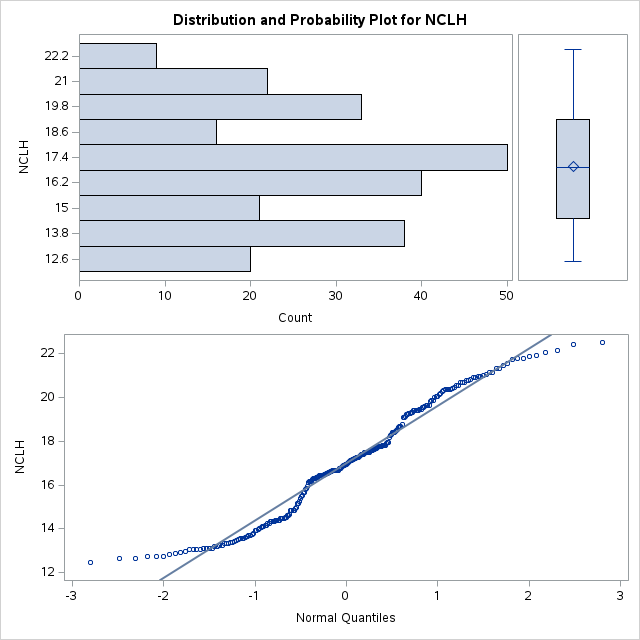 Distribution and Probability Plot for NCLH
NCLH
22.2
21
19.8
18.6
17.4
16.2
15
13.8
12.6
0 10 20 30 40 50
Count
NCLH
22
20
18
16
14
12
-3 -2 -1 0 1 2 3
Normal Quantiles